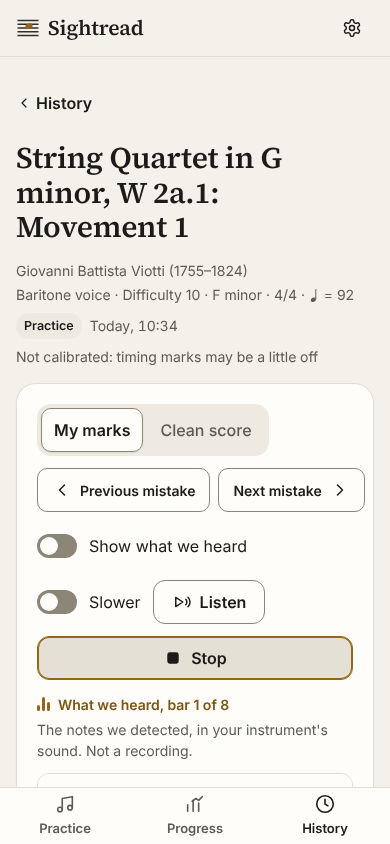 Sightread
History
String Quartet in G
minor, W 2a.1:
Movement 1
Giovanni Battista Viotti (1755–1824)
Baritone voice · Difficulty 10 · F minor · 4/4 · ♩ = 92
Practice Today, 10:34
Not calibrated: timing marks may be a little off
My marks Clean score
Previous mistake Next mistake
Show what we heard
Slower Listen
Stop
What we heard, bar 1 of 8
The notes we detected, in your instrument's
sound. Not a recording.
Practice Progress History